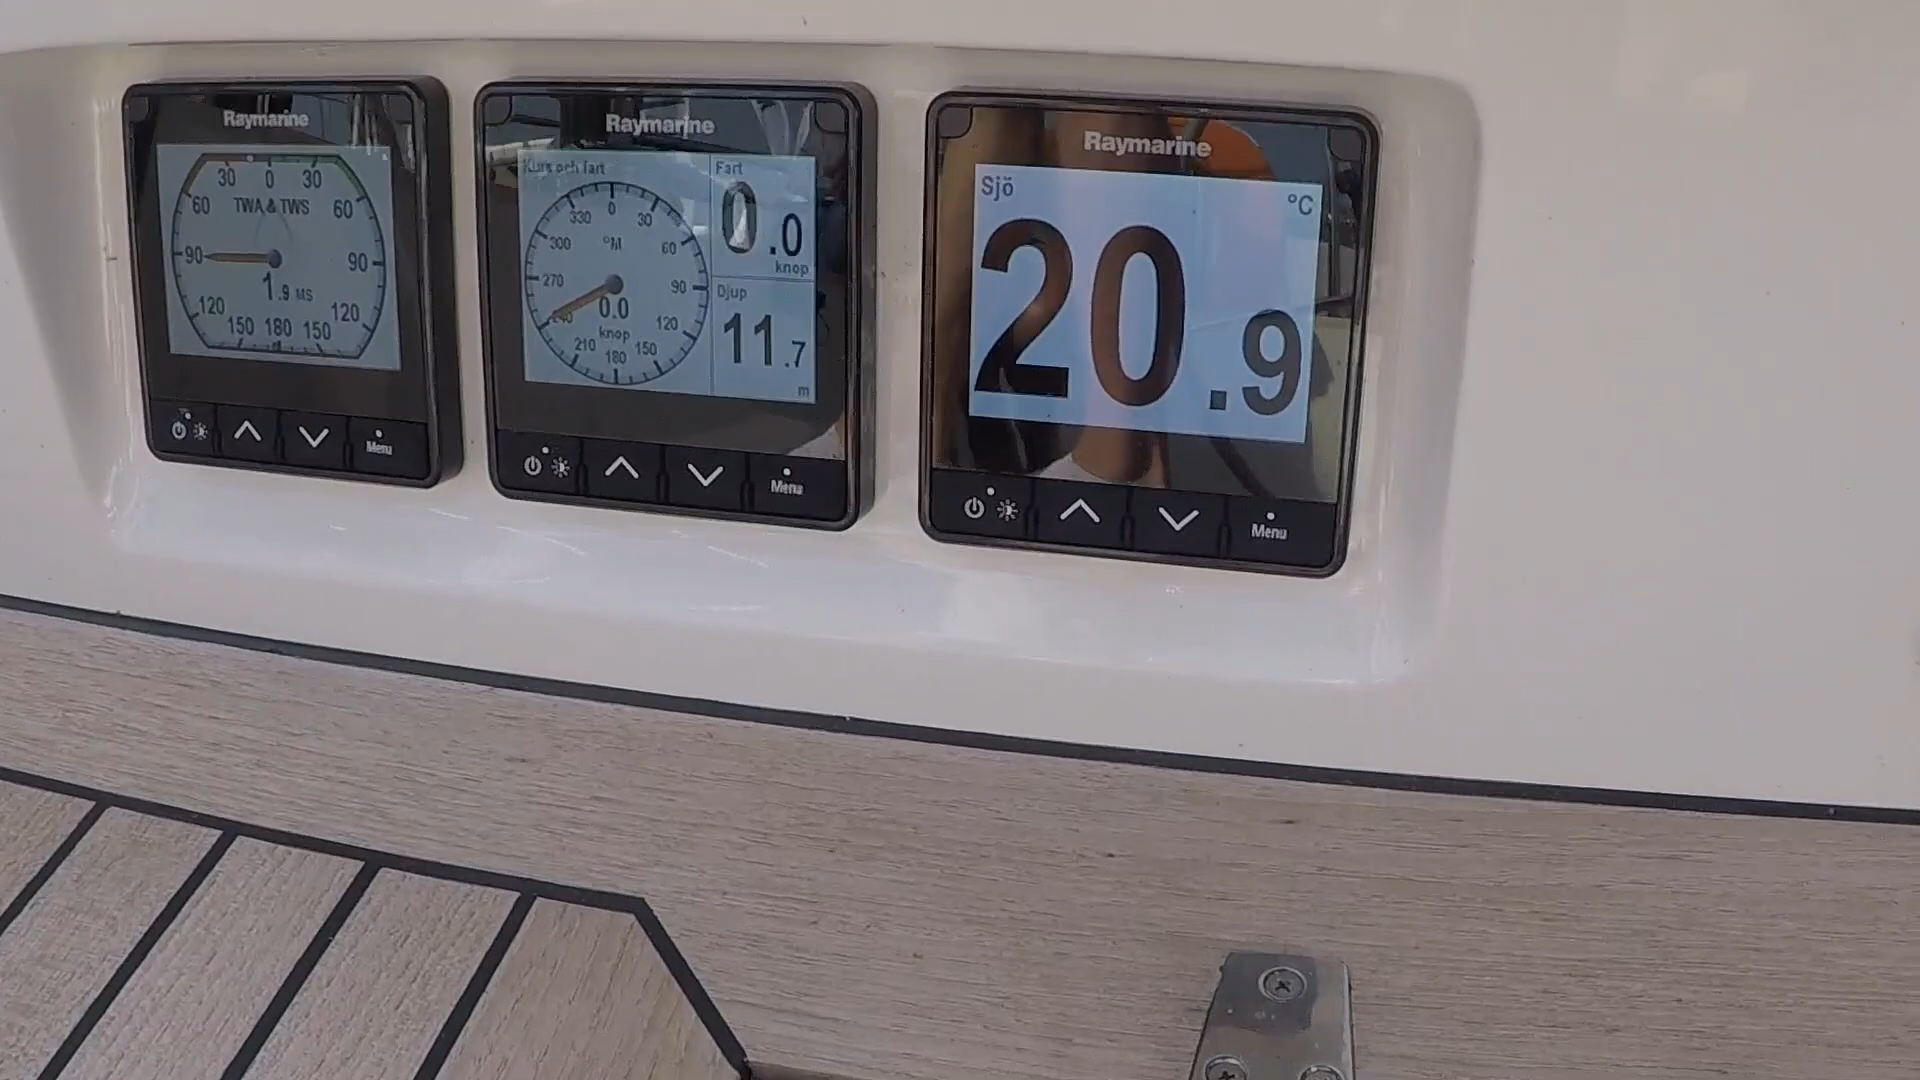 Raymarine
30 0 30
60 TWA & TWS 60
90 90
1.9 MS
120 120
150 180 150
Menu
Raymarine
Kurs och fart
0
330 30
300 °M 60
270 90
0.0
240
knop 120
210 150
180
Fart
0.0
knop
Djup
11.7
m
Menu
Raymarine
Sjö °C
20.9
Menu